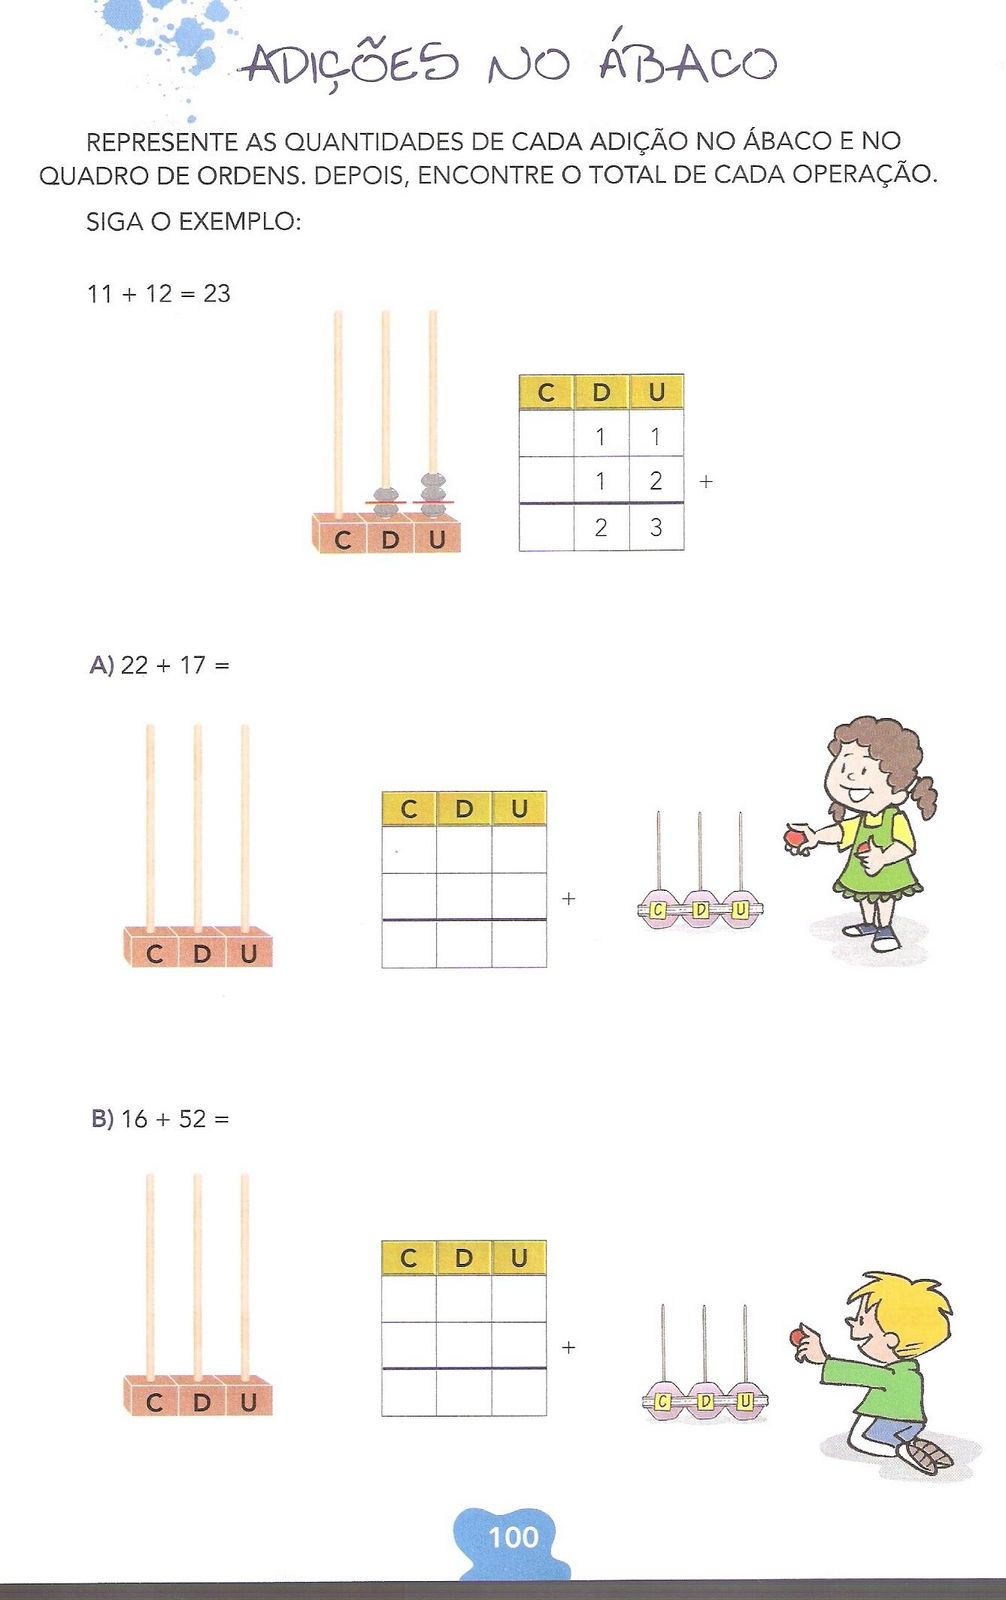 ADIÇÕES NO ÁBACO
REPRESENTE AS QUANTIDADES DE CADA ADIÇÃO NO ÁBACO E NO
QUADRO DE ORDENS. DEPOIS, ENCONTRE O TOTAL DE CADA OPERAÇÃO.
SIGA O EXEMPLO:
11 + 12 = 23
C D U
1 1
1 2 +
2 3
C D U
A) 22 + 17 =
C D U
+
C D U
C D U
B) 16 + 52 =
C D U
+
C D U
C D U
100